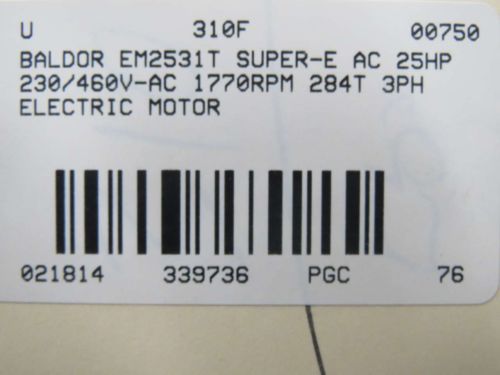 U 310F 00750
BALDOR EM2531T SUPER-E AC 25HP
230/460V-AC 1770RPM 284T 3PH
ELECTRIC MOTOR
021814 339736 PGC 76